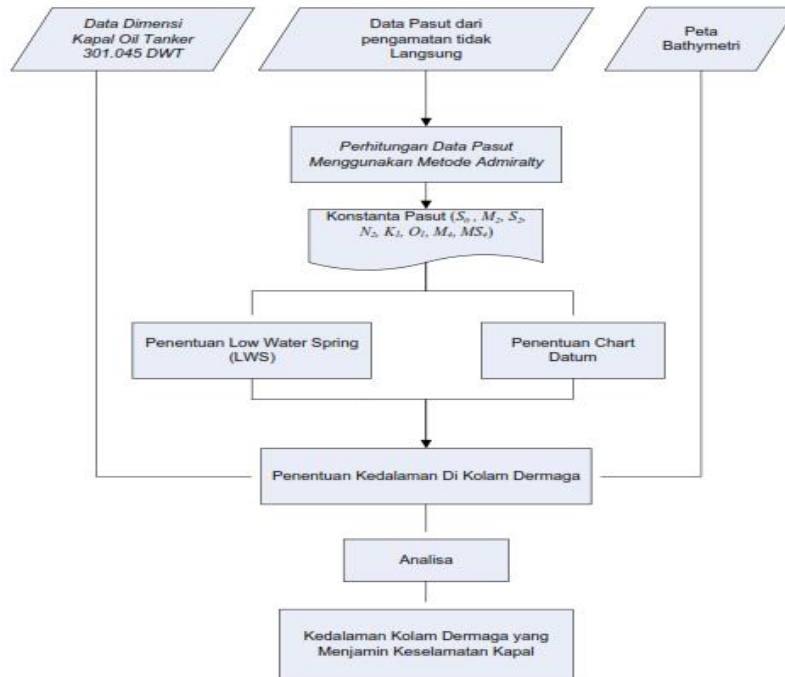 Data Dimensi
Kapal Oil Tanker
301.045 DWT
Data Pasut dari
pengamatan tidak
Langsung
Peta
Bathymetri
Perhitungan Data Pasut
Menggunakan Metode Admiralty
Konstanta Pasut (S₀ , M₂, S₂,
N₂, K₁, O₁, M₄, MS₄)
Penentuan Low Water Spring
(LWS)
Penentuan Chart
Datum
Penentuan Kedalaman Di Kolam Dermaga
Analisa
Kedalaman Kolam Dermaga yang
Menjamin Keselamatan Kapal